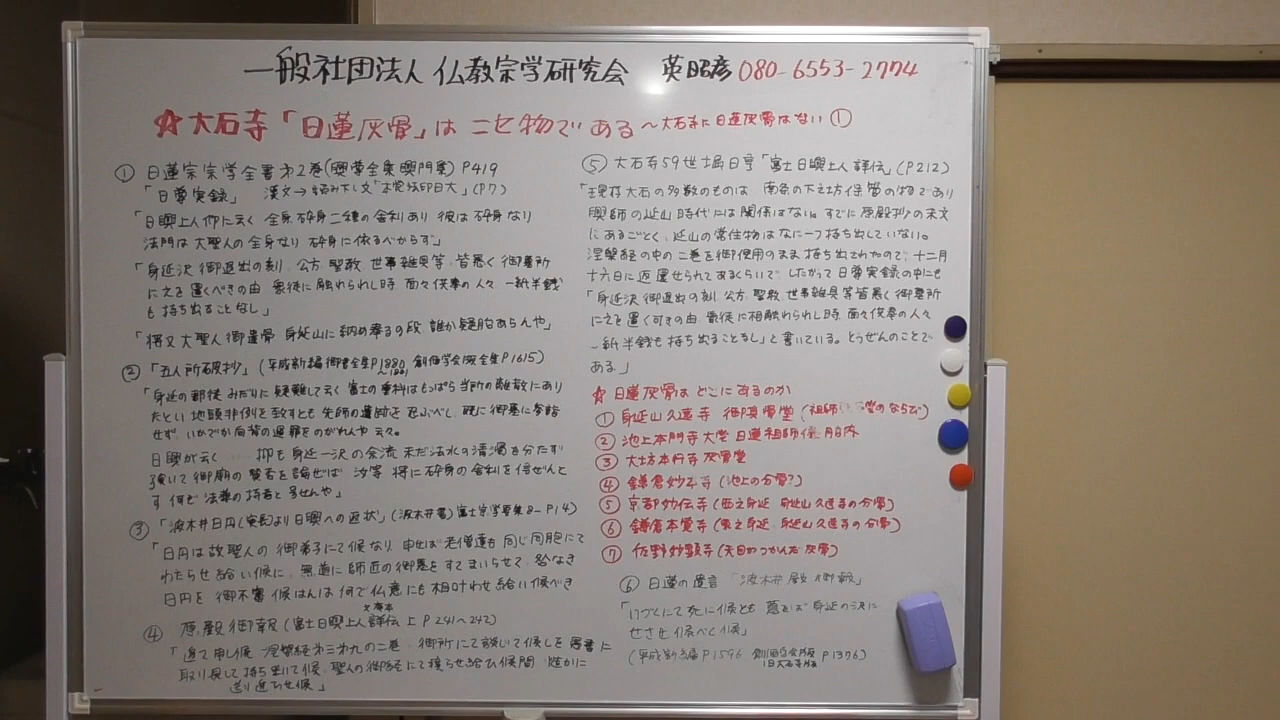 一般社団法人 仏教宗学研究会 英昭彦 080-6553-2774
☆大石寺「日蓮灰骨」は ニセ物である～大石寺に日蓮灰骨はない①
① 日蓮宗宗学全書第2巻(興尊全集興門集) P419
「日尊実録」 漢文→読み下し文 日大」(P7)
「日興上人仰に云く 全身砕身二種の舎利あり 彼は砕身なり
法門は大聖人の全身なり 砕身に依るべからず」
「身延沢 御退出の刻 公方 聖教 世事雑具等 皆悉く御墓所
に之を置くべきの由 衆徒に触れられし時 面々供奉の人々 一紙半銭
も持ち出ることなし」
「将又大聖人御遺骨 身延山に納め奉るの段 誰か疑胎あらんや」
② 「五人所破抄」(平成新編御書全集P1880
～1881
創価学会版全集P1615)
「身延の郡徒 みだりに疑難して云く 富士の重科はもっぱら当所の離散にあり
たとい 地頭非例を致すとも 先師の遺跡を忍ぶべし 既に御墓に参詣
せず いかでか向背の過罪をのがれんや 云々。
日興が云く 抑も身延一沢の余流 未だ法水の清濁を分たず
強いて御廟の賛否を論ぜば 汝等 将に砕身の舎利を信ぜんと
す 何ぞ法華の持者と号せんや」
③ 「波木井日円(実長)より日興への返状」(波木井書)富士宗学要集8-P14)
「日円は故聖人の御弟子にて候なり 申せば老僧達も同じ同胞にて
わたらせ給い候に、無道に師匠の御墓をすてまいらせて、咎なき
日円を御不審候はんは何で仏意にも相叶わせ給い候べき
④ 原殿御報(富士日興上人詳伝 上 P241～242)
文庫本
「追て申し候 涅槃経第三第九の二巻、御所にて談じて候しを 書に
取り具して持ち来て候、聖人の御経にて渡らせ給ひ候間 慥かに
送り進らせ候」
⑤ 大石寺59世堀日亨「富士日興上人詳伝」(P212)
「現存大石の多数のものは 南条の下之坊保管の物であり
興師の延山時代には関係はない。すでに原殿抄の末文
にあるごとく、延山の常住物はなに一つ持ち出していない。
涅槃経の中の二巻を御使用のまま持ち出されたので、十二月
十六日に返還せられてあるくらいで、したがって日尊実録の中にも
「身延沢御退出の刻 公方 聖教 世事雑具等皆悉く御墓所
に之を置く可きの由 衆徒に相触れられし時 面々供奉の人々
一紙半銭も持ち出ることなし」と書いている。とうぜんのことで
ある」
☆ 日蓮灰骨は どこにあるのか
① 身延山久遠寺 御真骨堂(祖師 堂のならび)
② 池上本門寺大堂 日蓮祖師像胎内
③ 大坊本行寺灰骨堂
④ 鎌倉妙本寺(池上の分骨?)
⑤ 京都妙伝寺(西之身延 身延山久遠寺の分骨)
⑥ 鎌倉本覚寺(東之身延 身延山久遠寺の分骨)
⑦ 佐野妙顕寺(天目がつかんだ灰骨)
⑥ 日蓮の遺言 「波木井殿御報」
「いづくにて死に候とも 墓をば身延の沢に
せさせ候べく候」
(平成新編P1596 創価学会版 P1376)
旧大石寺版